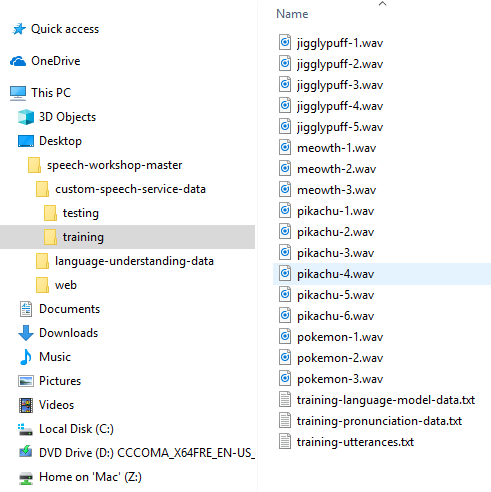 Quick access
OneDrive
This PC
3D Objects
Desktop
speech-workshop-master
custom-speech-service-data
testing
training
language-understanding-data
web
Documents
Downloads
Music
Pictures
Videos
Local Disk (C:)
DVD Drive (D:) CCCOMA_X64FRE_EN-US_
Home on 'Mac' (Z:)
Name
jigglypuff-1.wav
jigglypuff-2.wav
jigglypuff-3.wav
jigglypuff-4.wav
jigglypuff-5.wav
meowth-1.wav
meowth-2.wav
meowth-3.wav
pikachu-1.wav
pikachu-2.wav
pikachu-3.wav
pikachu-4.wav
pikachu-5.wav
pikachu-6.wav
pokemon-1.wav
pokemon-2.wav
pokemon-3.wav
training-language-model-data.txt
training-pronunciation-data.txt
training-utterances.txt